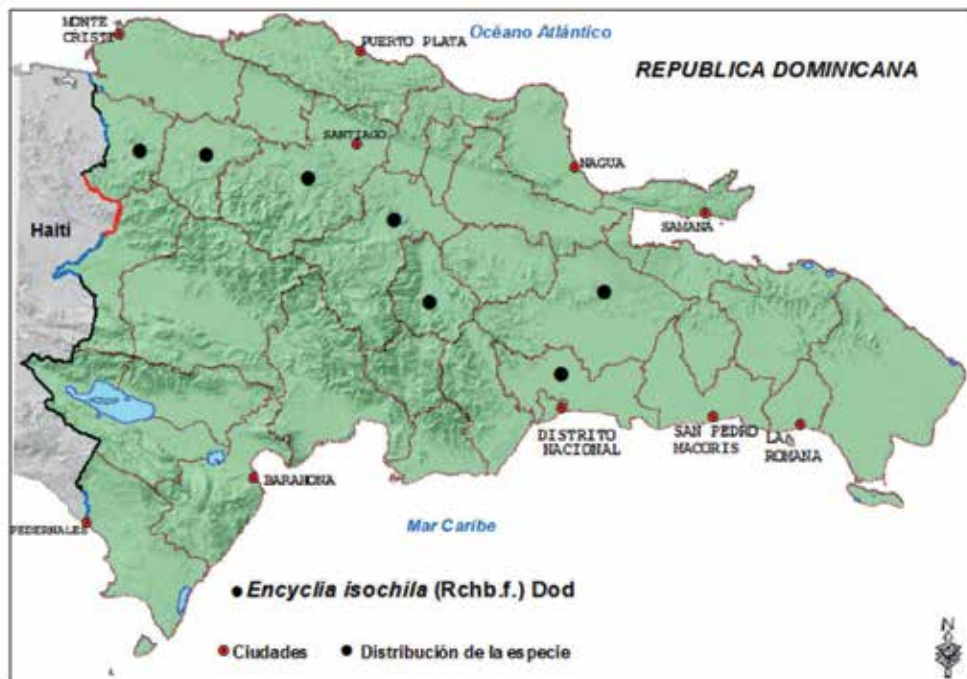 MONTE
CRISTI
PUERTO PLATA
Océano Atlántico
REPUBLICA DOMINICANA
SANTIAGO
NAGUA
SAMANA
Haití
DISTRITO
NACIONAL
SAN PEDRO
MACORIS
LA
ROMANA
BARAHONA
PEDERNALES
Mar Caribe
Encyclia isochila (Rchb.f.) Dod
Ciudades
Distribución de la especie
N